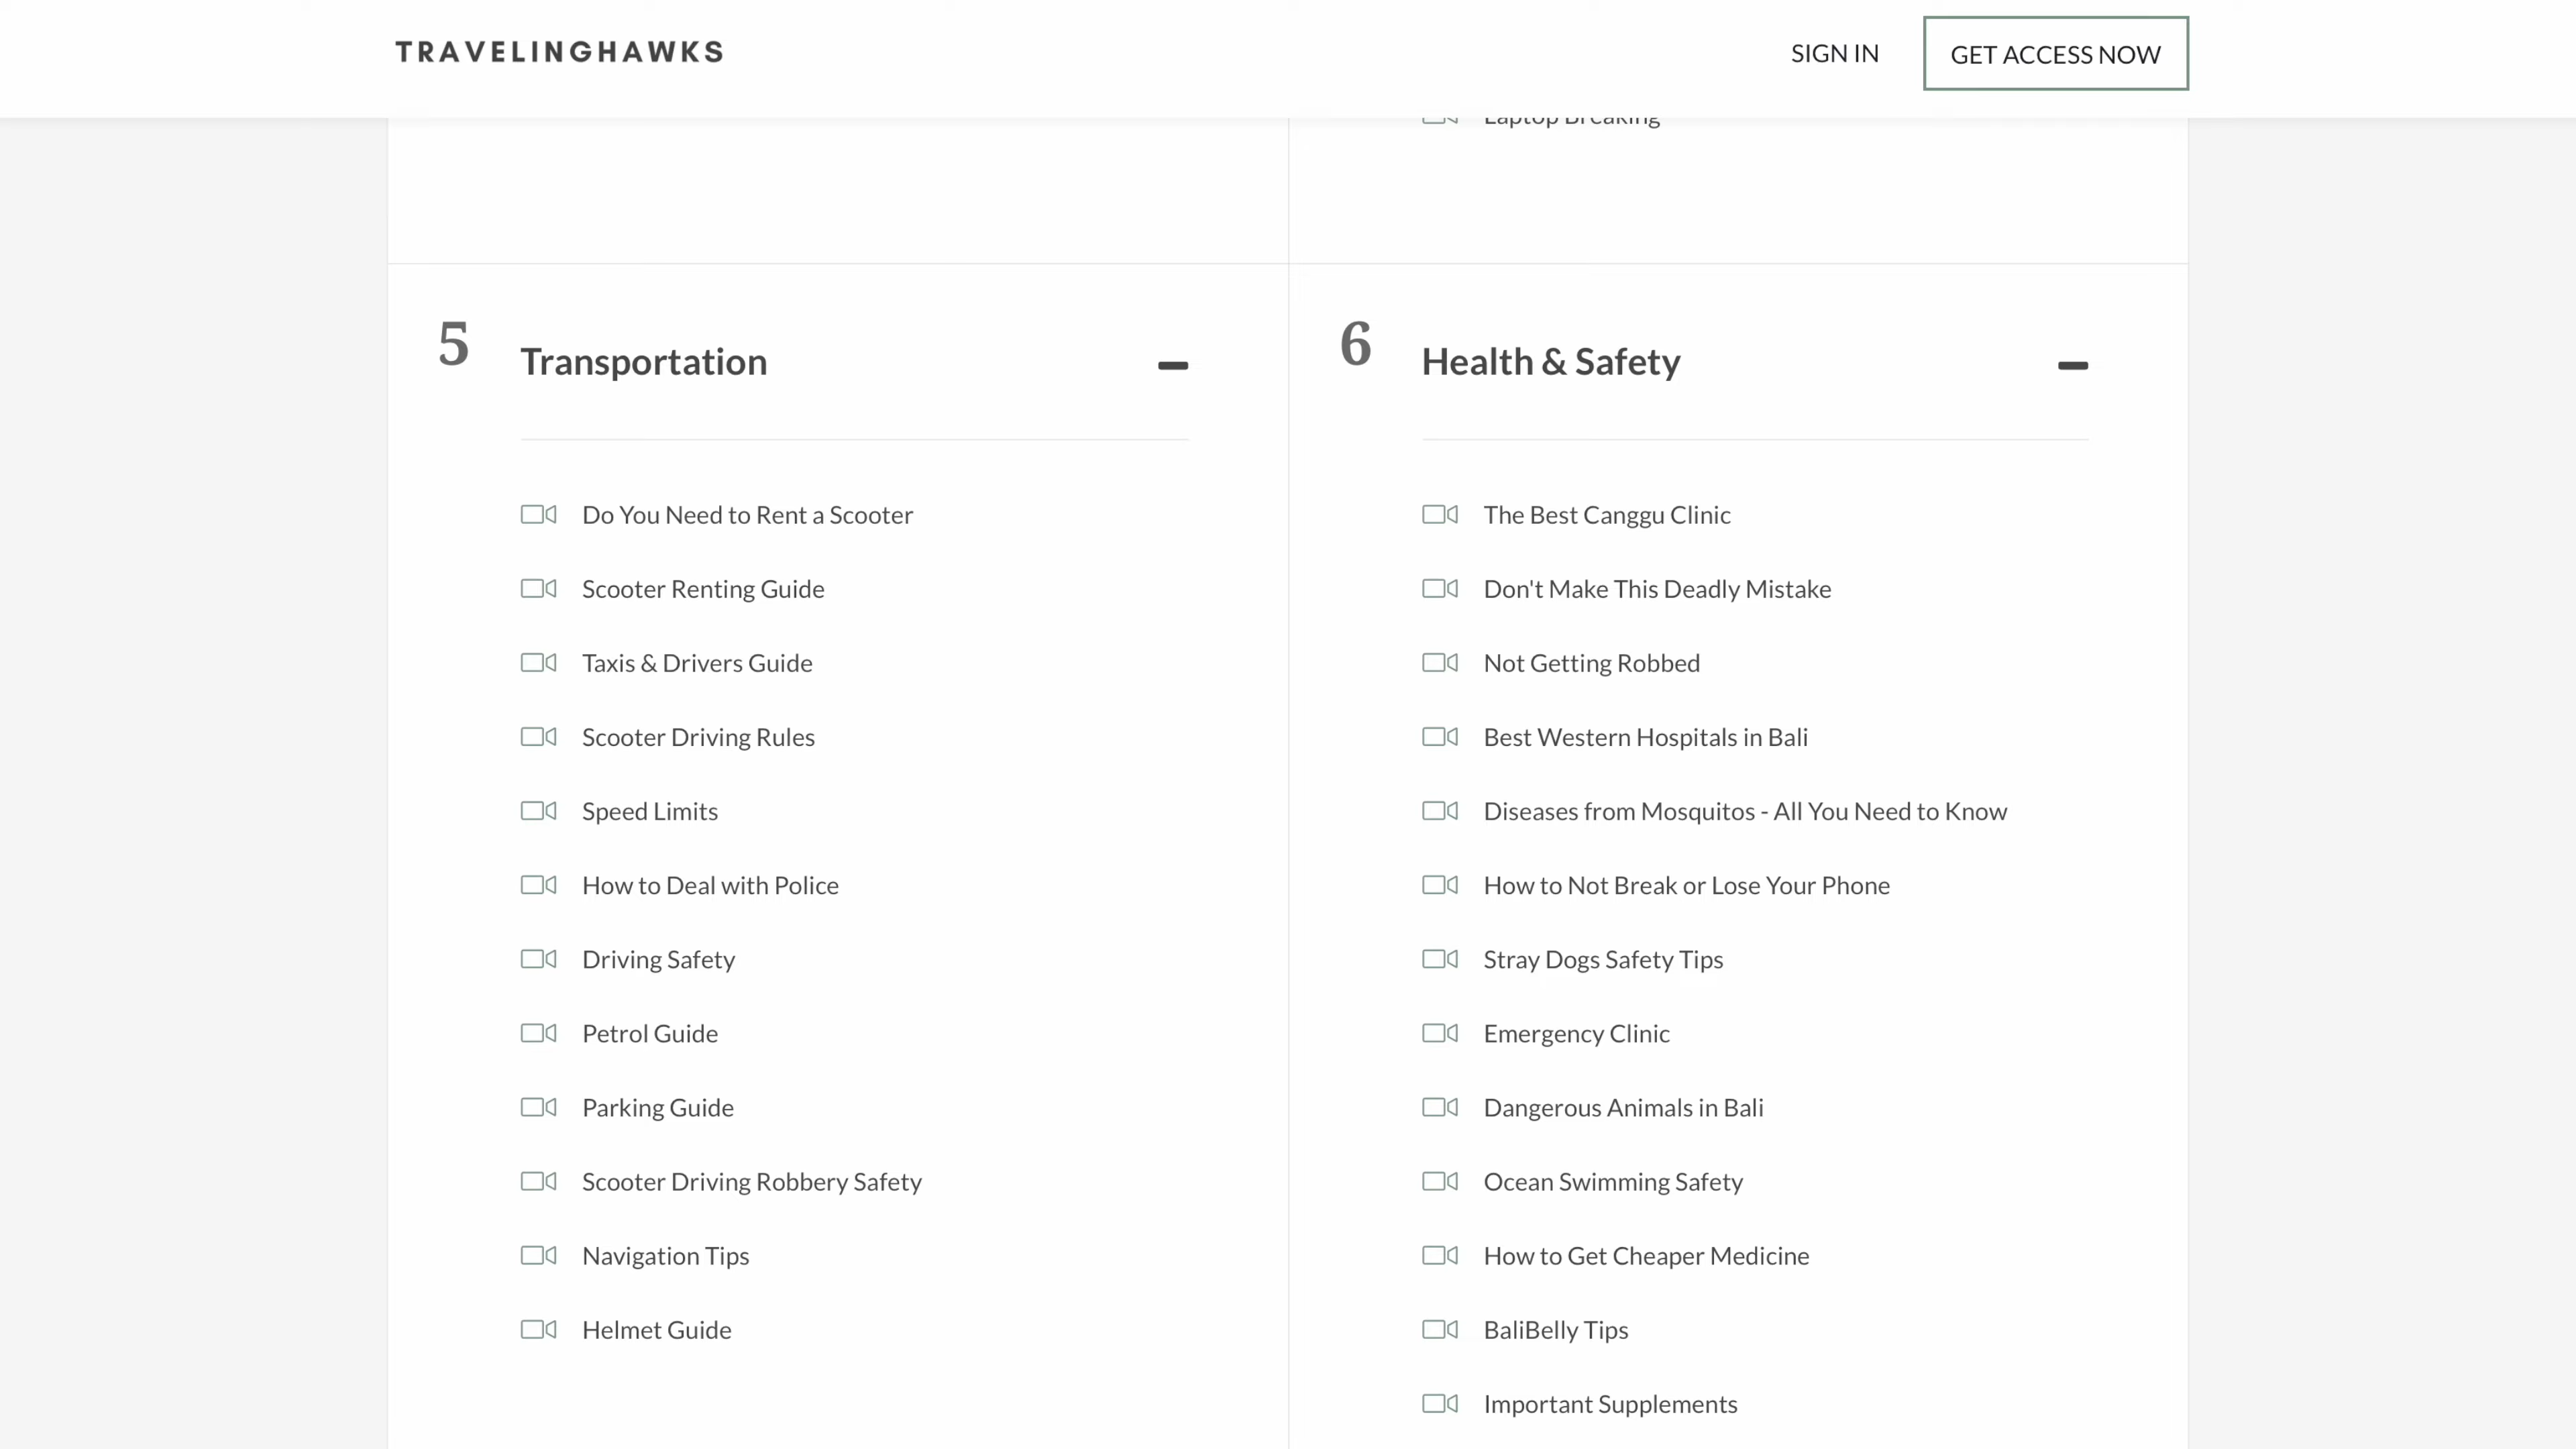 TRAVELINGHAWKS
SIGN IN
GET ACCESS NOW
Laptop Breaking
5
Transportation
Do You Need to Rent a Scooter
Scooter Renting Guide
Taxis & Drivers Guide
Scooter Driving Rules
Speed Limits
How to Deal with Police
Driving Safety
Petrol Guide
Parking Guide
Scooter Driving Robbery Safety
Navigation Tips
Helmet Guide
6
Health & Safety
The Best Canggu Clinic
Don't Make This Deadly Mistake
Not Getting Robbed
Best Western Hospitals in Bali
Diseases from Mosquitos - All You Need to Know
How to Not Break or Lose Your Phone
Stray Dogs Safety Tips
Emergency Clinic
Dangerous Animals in Bali
Ocean Swimming Safety
How to Get Cheaper Medicine
BaliBelly Tips
Important Supplements